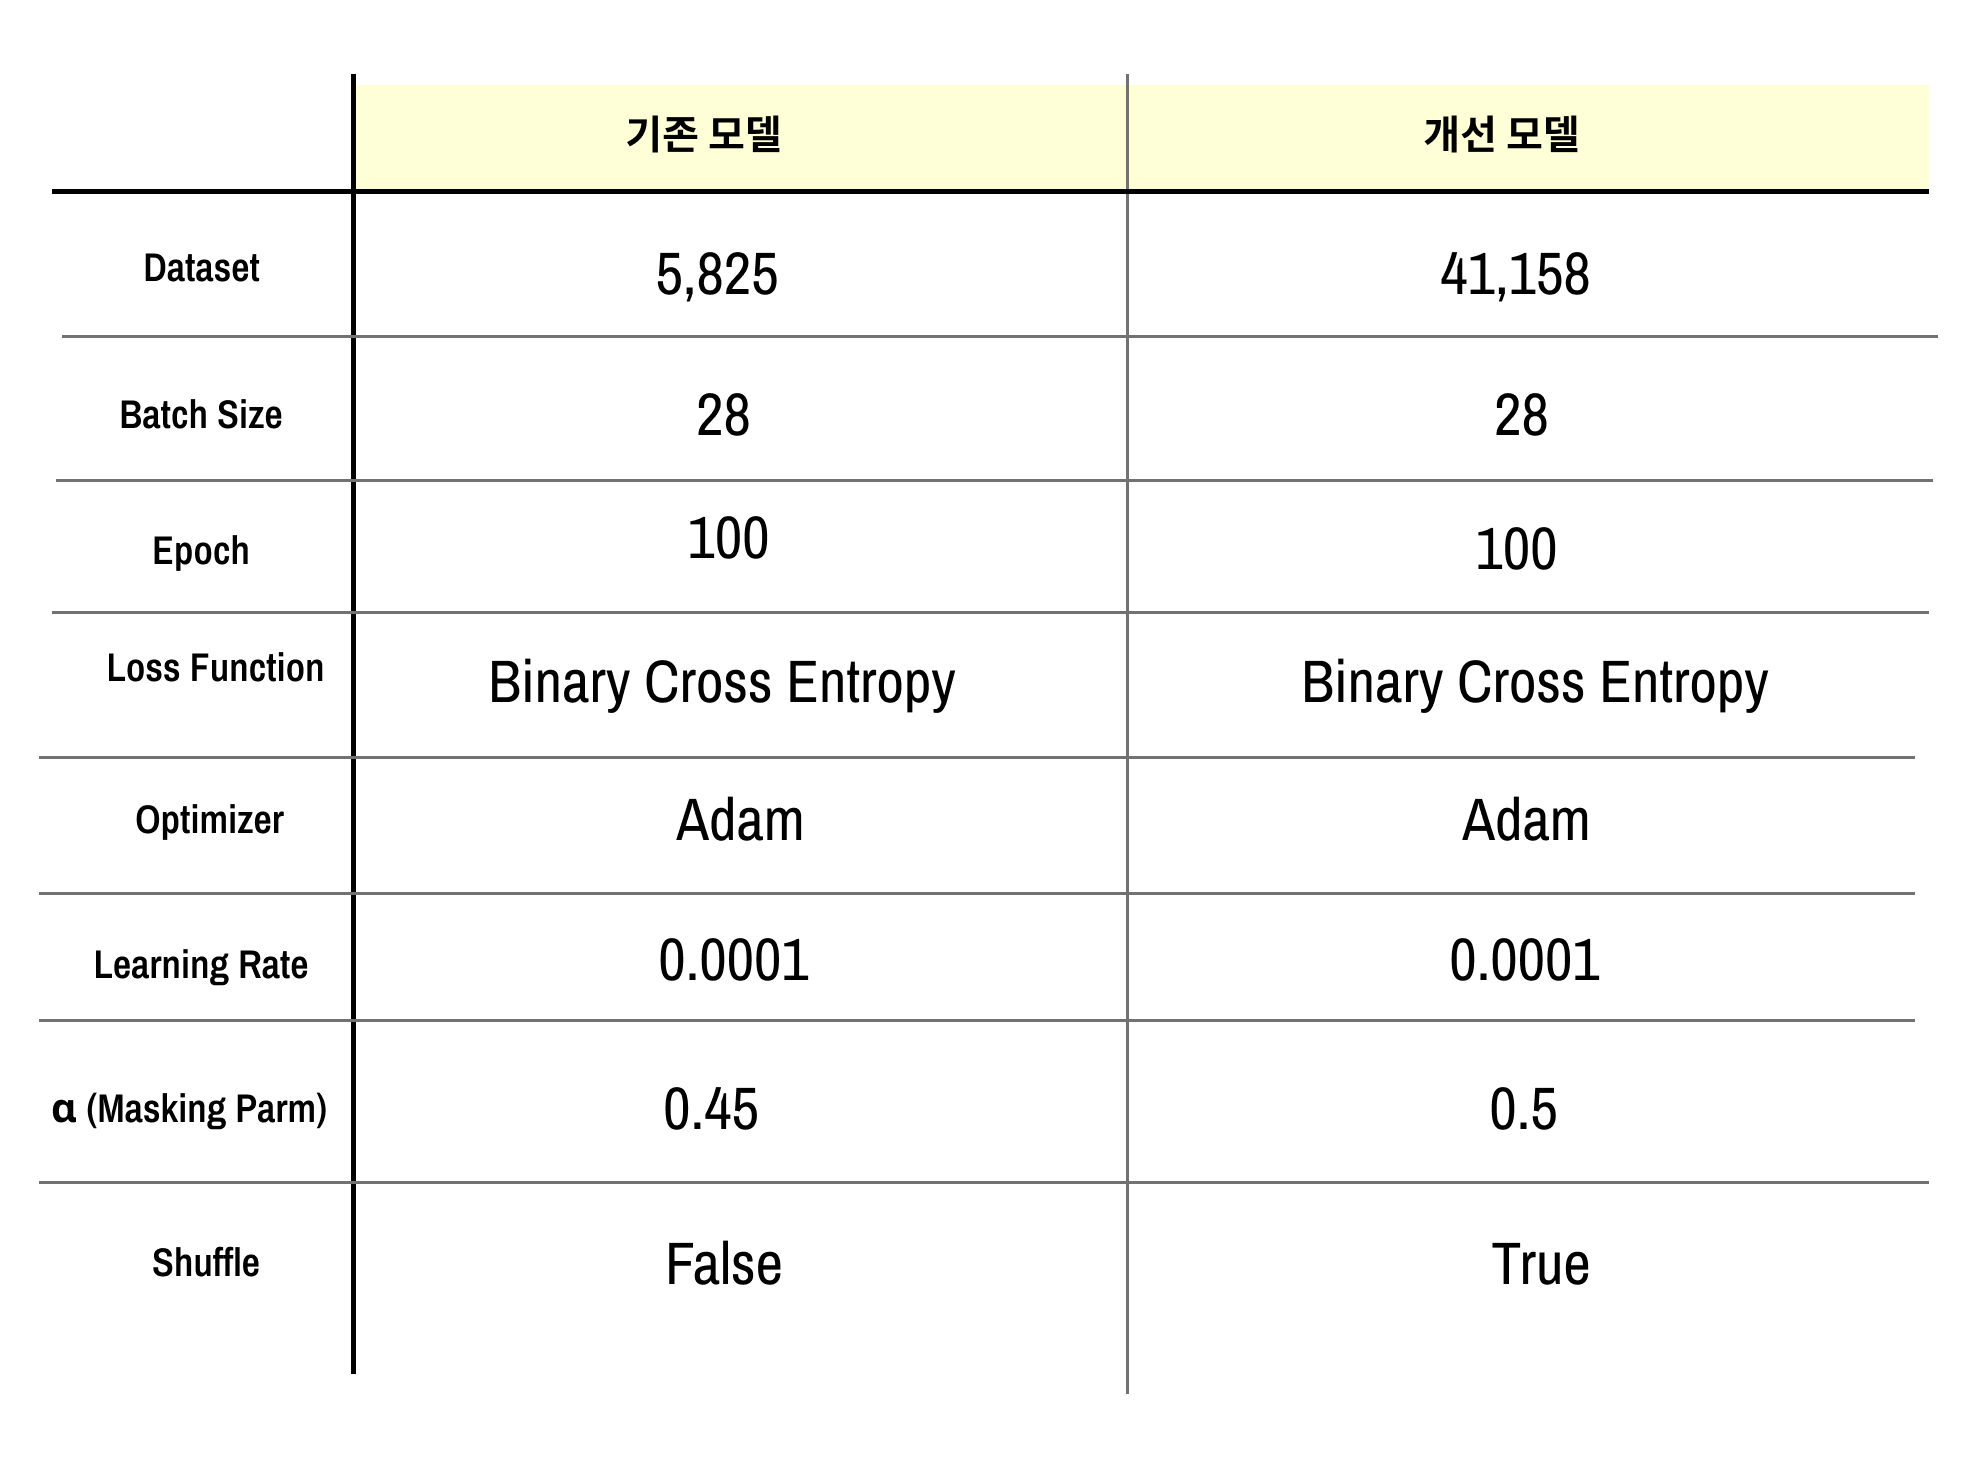 기존 모델 개선 모델
Dataset 5,825 41,158
Batch Size 28 28
Epoch 100 100
Loss Function Binary Cross Entropy Binary Cross Entropy
Optimizer Adam Adam
Learning Rate 0.0001 0.0001
α (Masking Parm) 0.45 0.5
Shuffle False True